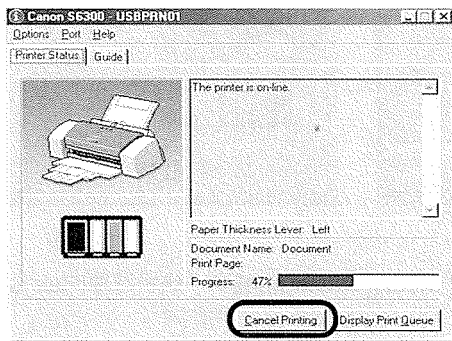 Canon S6300 - USBPRN01
Options Port Help
Printer Status Guide
The printer is on-line.
Paper Thickness Lever: Left
Document Name: Document
Print Page:
Progress: 47%
Cancel Printing Display Print Queue